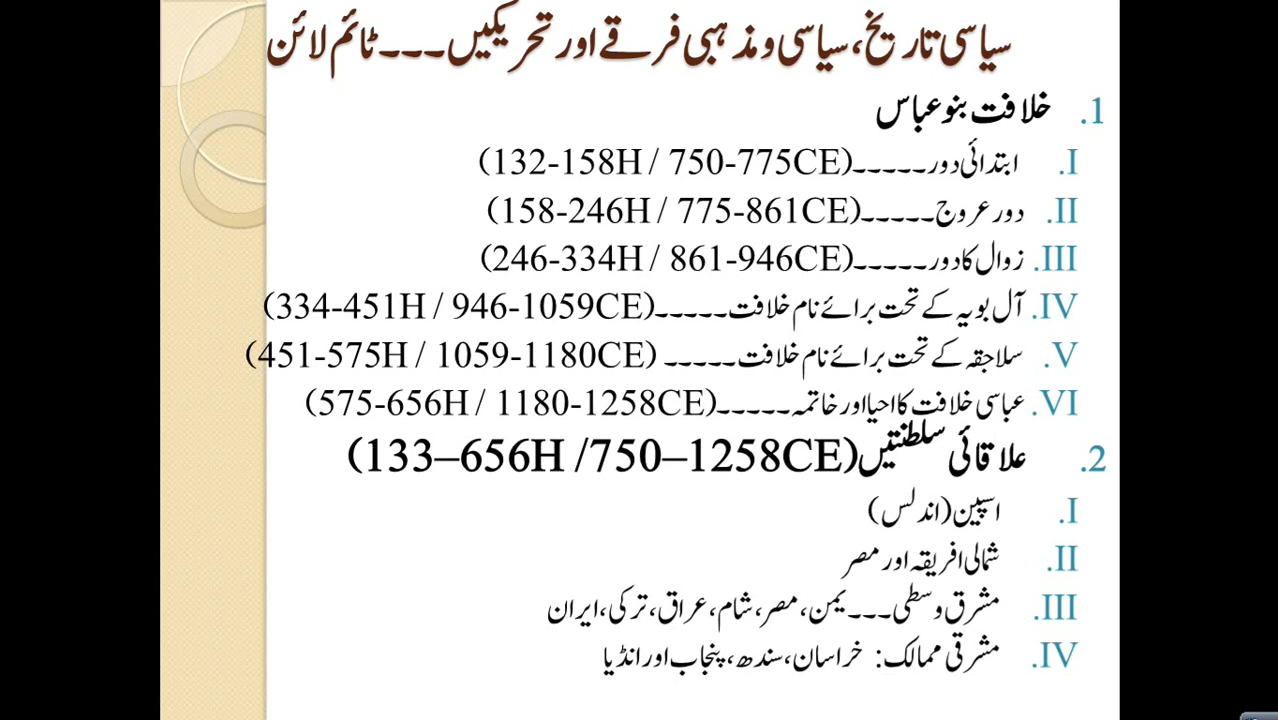 سیاسی تاریخ، سیاسی و مذہبی فرقے اور تحریکیں۔۔۔ ٹائم لائن
1. خلافت بنو عباس
I. ابتدائی دور۔۔۔۔۔(132-158H / 750-775CE)
II. دور عروج۔۔۔۔۔(158-246H / 775-861CE)
III. زوال کا دور۔۔۔۔۔(246-334H / 861-946CE)
IV. آل بویہ کے تحت برائے نام خلافت۔۔۔۔۔(334-451H / 946-1059CE)
V. سلاجقہ کے تحت برائے نام خلافت۔۔۔۔۔ (451-575H / 1059-1180CE)
VI. عباسی خلافت کا احیا اور خاتمہ۔۔۔۔۔(575-656H / 1180-1258CE)
2. علاقائی سلطنتیں(133–656H /750–1258CE)
I. اسپین(اندلس)
II. شمالی افریقہ اور مصر
III. مشرق وسطی۔۔۔یمن، مصر، شام، عراق، ترکی، ایران
IV. مشرقی ممالک: خراسان، سندھ، پنجاب اور انڈیا